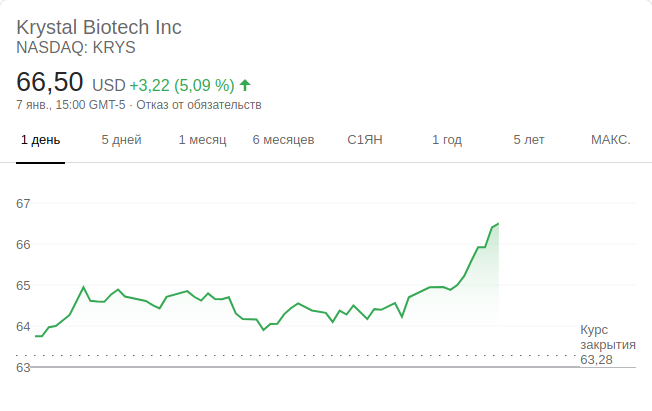 Krystal Biotech Inc
NASDAQ: KRYS
66,50 USD +3,22 (5,09 %)
7 янв., 15:00 GMT-5 · Отказ от обязательств
1 день 5 дней 1 месяц 6 месяцев С1ЯН 1 год 5 лет МАКС.
67
66
65
64
Курс
закрытия
63,28
63